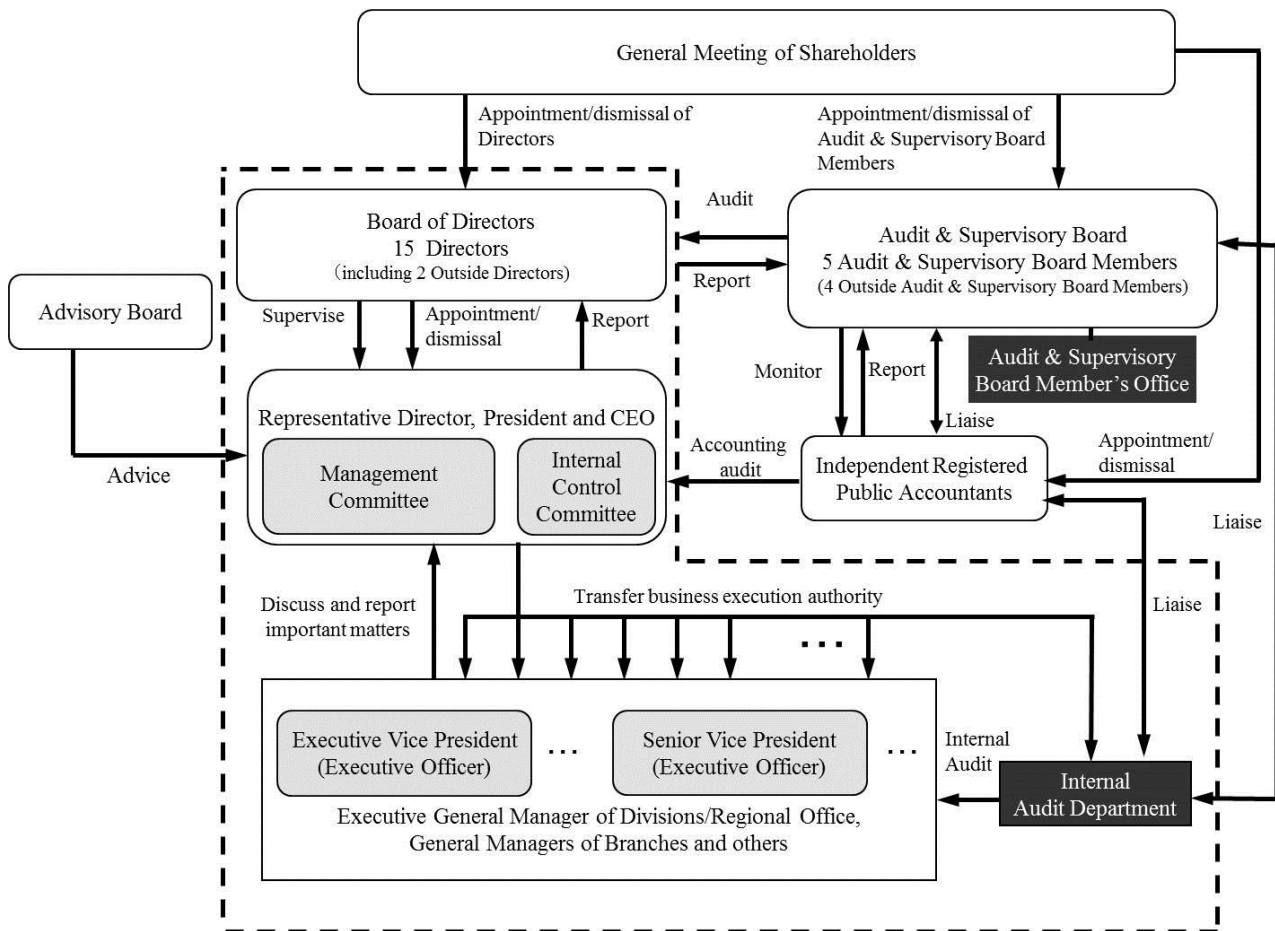 General Meeting of Shareholders
Appointment/dismissal of
Directors
Appointment/dismissal of
Audit & Supervisory Board
Members
Board of Directors
15 Directors
(including 2 Outside Directors)
Audit
Report
Audit & Supervisory Board
5 Audit & Supervisory Board Members
(4 Outside Audit & Supervisory Board Members)
Advisory Board
Supervise
Appointment/
dismissal
Report
Monitor
Report
Liaise
Audit & Supervisory
Board Member's Office
Representative Director, President and CEO
Management
Committee
Internal
Control
Committee
Advice
Accounting
audit
Independent Registered
Public Accountants
Appointment/
dismissal
Liaise
Discuss and report
important matters
Transfer business execution authority
Liaise
...
Executive Vice President
(Executive Officer)
...
Senior Vice President
(Executive Officer)
...
Executive General Manager of Divisions/Regional Office,
General Managers of Branches and others
Internal
Audit
Internal
Audit Department